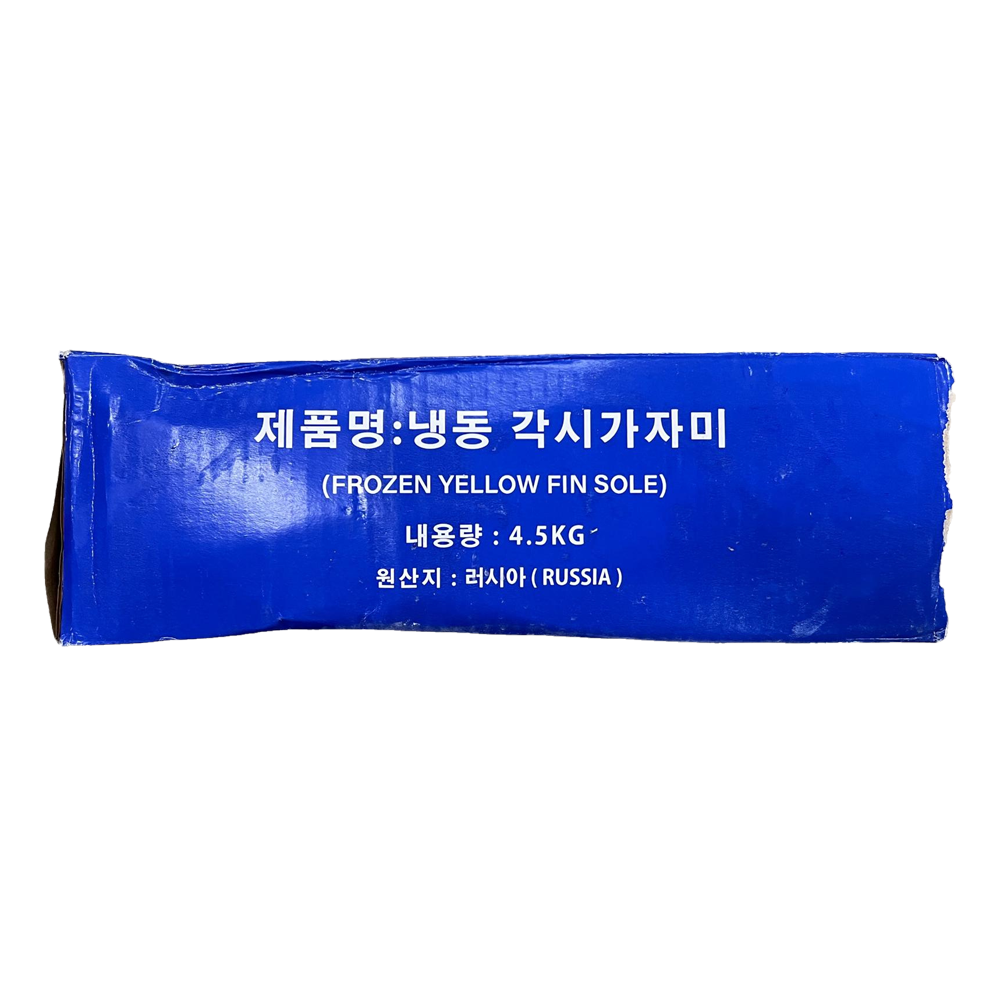 제품명:냉동 각시가자미
(FROZEN YELLOW FIN SOLE)
내용량 : 4.5KG
원산지 : 러시아 ( RUSSIA )